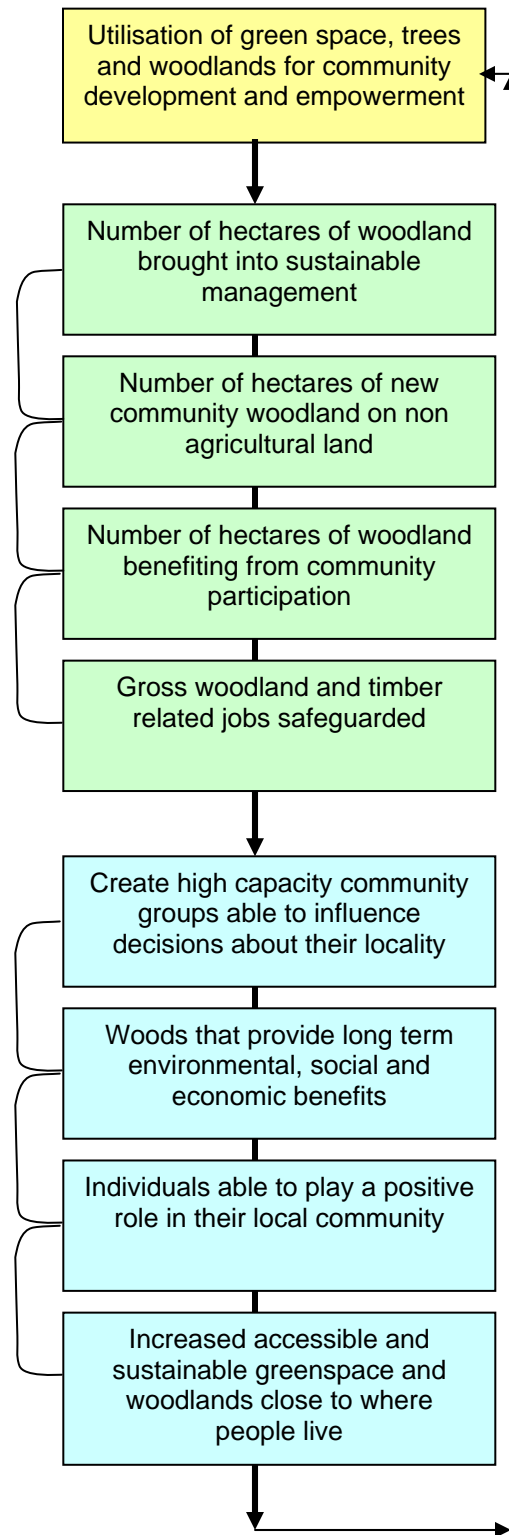 Utilisation of green space, trees
and woodlands for community
development and empowerment
Number of hectares of woodland
brought into sustainable
management
Number of hectares of new
community woodland on non
agricultural land
Number of hectares of woodland
benefiting from community
participation
Gross woodland and timber
related jobs safeguarded
Create high capacity community
groups able to influence
decisions about their locality
Woods that provide long term
environmental, social and
economic benefits
Individuals able to play a positive
role in their local community
Increased accessible and
sustainable greenspace and
woodlands close to where
people live